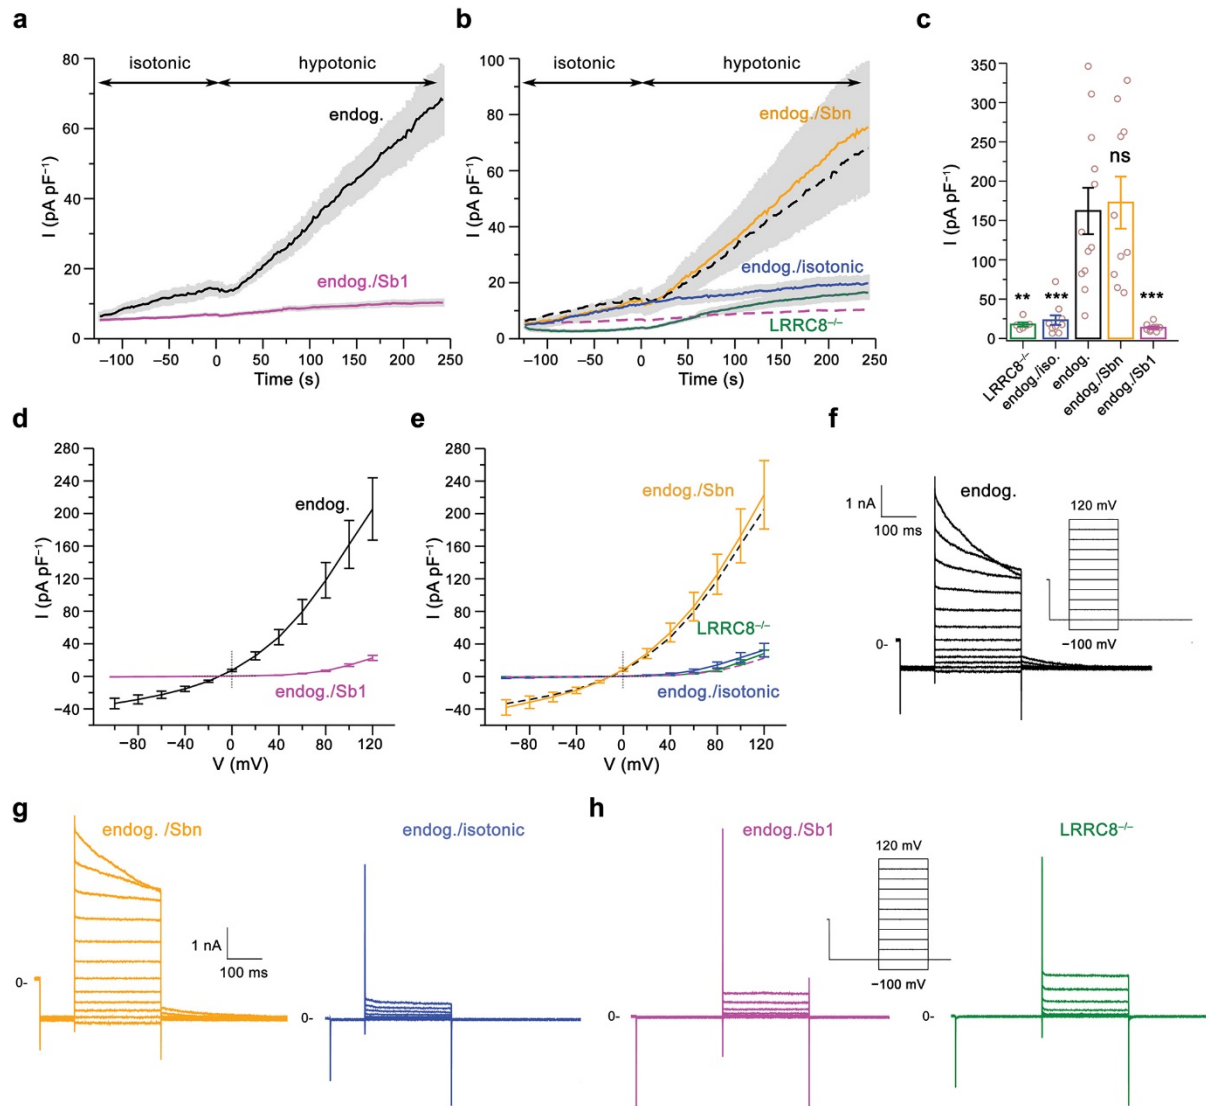 a
isotonic
hypotonic
80
60
40
20
0
I (pA pF⁻¹)
endog.
endog./Sb1
−100
−50
0
50
100
150
200
250
Time (s)
b
isotonic
hypotonic
100
80
60
40
20
0
I (pA pF⁻¹)
endog./Sbn
endog./isotonic
LRRC8⁻/⁻
−100
−50
0
50
100
150
200
250
Time (s)
c
350
300
250
200
150
100
50
0
I (pA pF⁻¹)
**
***
ns
***
LRRC8⁻/⁻
endog./iso.
endog.
endog./Sbn
endog./Sb1
d
280
240
200
160
120
80
40
0
−40
I (pA pF⁻¹)
endog.
endog./Sb1
−80
−40
0
40
80
120
V (mV)
e
280
240
200
160
120
80
40
0
−40
I (pA pF⁻¹)
endog./Sbn
LRRC8⁻/⁻
endog./isotonic
−80
−40
0
40
80
120
V (mV)
f
1 nA
100 ms
endog.
120 mV
−100 mV
0-
g
endog. /Sbn
1 nA
100 ms
0-
endog./isotonic
0-
h
endog./Sb1
120 mV
−100 mV
0-
LRRC8⁻/⁻
0-